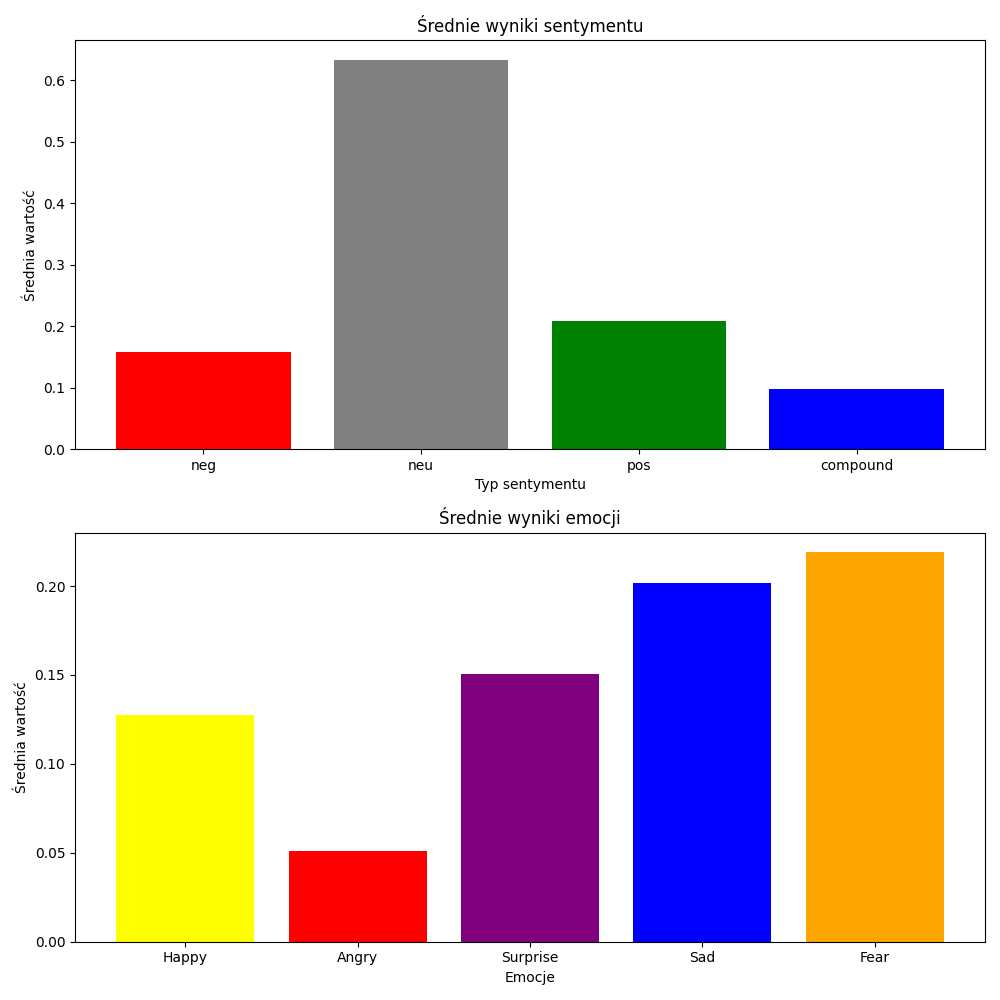 Średnie wyniki sentymentu
Średnia wartość
0.6
0.5
0.4
0.3
0.2
0.1
0.0
neg neu pos compound
Typ sentymentu
Średnie wyniki emocji
Średnia wartość
0.20
0.15
0.10
0.05
0.00
Happy Angry Surprise Sad Fear
Emocje